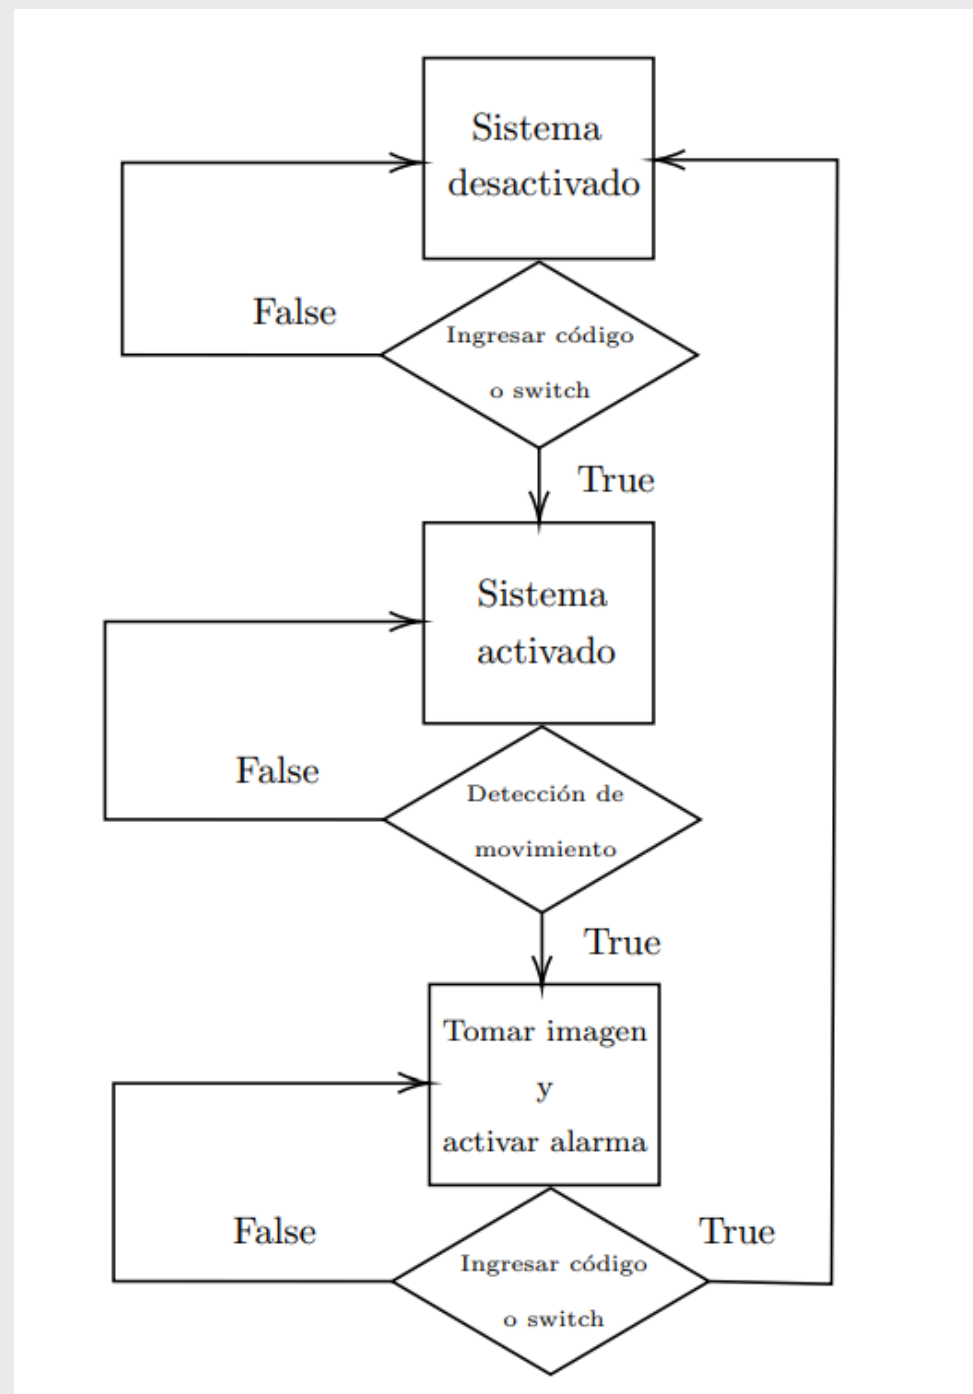 Sistema
desactivado
False
Ingresar código
o switch
True
Sistema
activado
False
Detección de
movimiento
True
Tomar imagen
y
activar alarma
False
True
Ingresar código
o switch